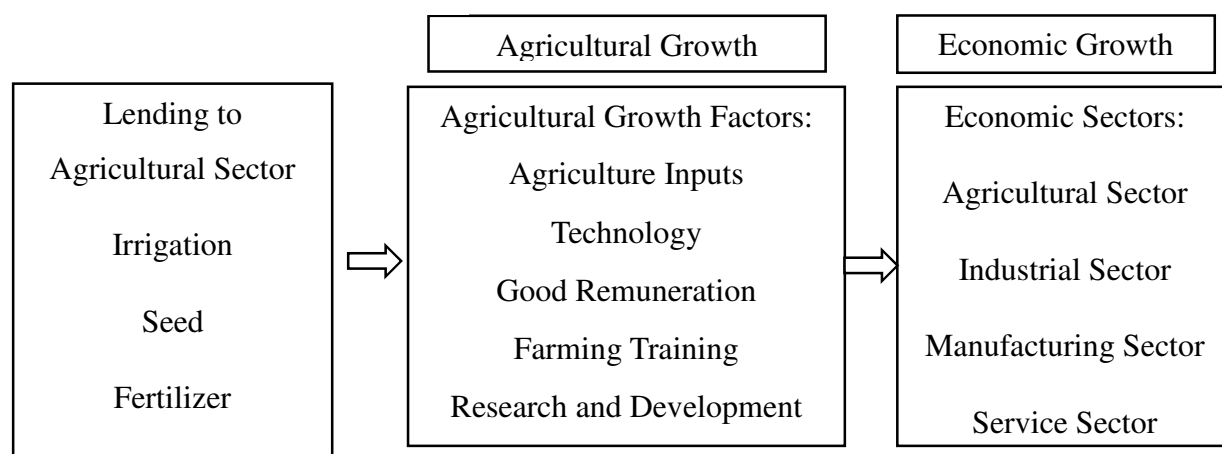 Agricultural Growth
Economic Growth
Lending to
Agricultural Sector
Irrigation
Seed
Fertilizer
Agricultural Growth Factors:
Agriculture Inputs
Technology
Good Remuneration
Farming Training
Research and Development
Economic Sectors:
Agricultural Sector
Industrial Sector
Manufacturing Sector
Service Sector